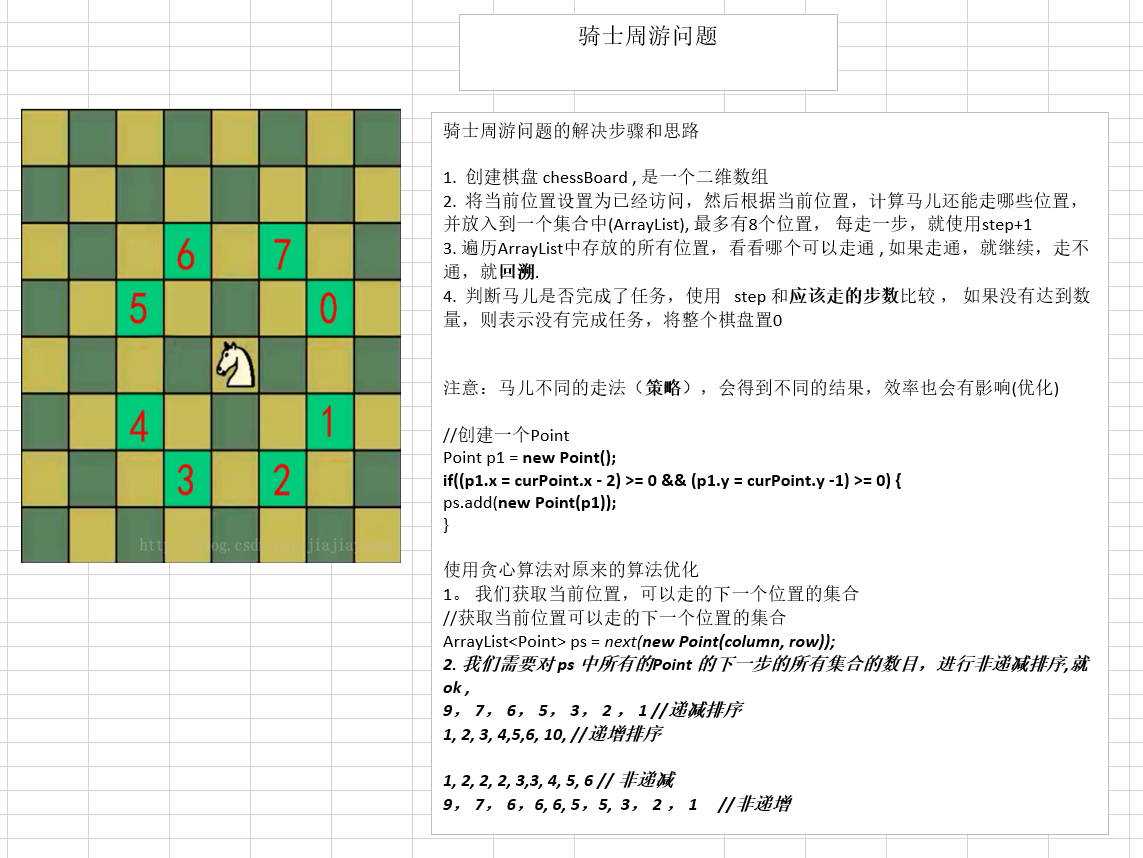 骑士周游问题
骑士周游问题的解决步骤和思路
1. 创建棋盘 chessBoard , 是一个二维数组
2. 将当前位置设置为已经访问，然后根据当前位置，计算马儿还能走哪些位置，
并放入到一个集合中(ArrayList), 最多有8个位置， 每走一步，就使用step+1
3. 遍历ArrayList中存放的所有位置，看看哪个可以走通 , 如果走通，就继续，走不
通，就回溯.
4. 判断马儿是否完成了任务，使用 step 和应该走的步数比较 ， 如果没有达到数
量，则表示没有完成任务，将整个棋盘置0
注意：马儿不同的走法（策略），会得到不同的结果，效率也会有影响(优化)
//创建一个Point
Point p1 = new Point();
if((p1.x = curPoint.x - 2) >= 0 && (p1.y = curPoint.y -1) >= 0) {
ps.add(new Point(p1));
}
使用贪心算法对原来的算法优化
1。 我们获取当前位置，可以走的下一个位置的集合
//获取当前位置可以走的下一个位置的集合
ArrayList<Point> ps = next(new Point(column, row));
2. 我们需要对 ps 中所有的Point 的下一步的所有集合的数目，进行非递减排序,就
ok ,
9， 7， 6， 5， 3， 2 ， 1 //递减排序
1, 2, 3, 4,5,6, 10, //递增排序
1, 2, 2, 2, 3,3, 4, 5, 6 // 非递减
9， 7， 6，6, 6, 5，5, 3， 2 ， 1 //非递增
6 7
5 0
4 1
3 2